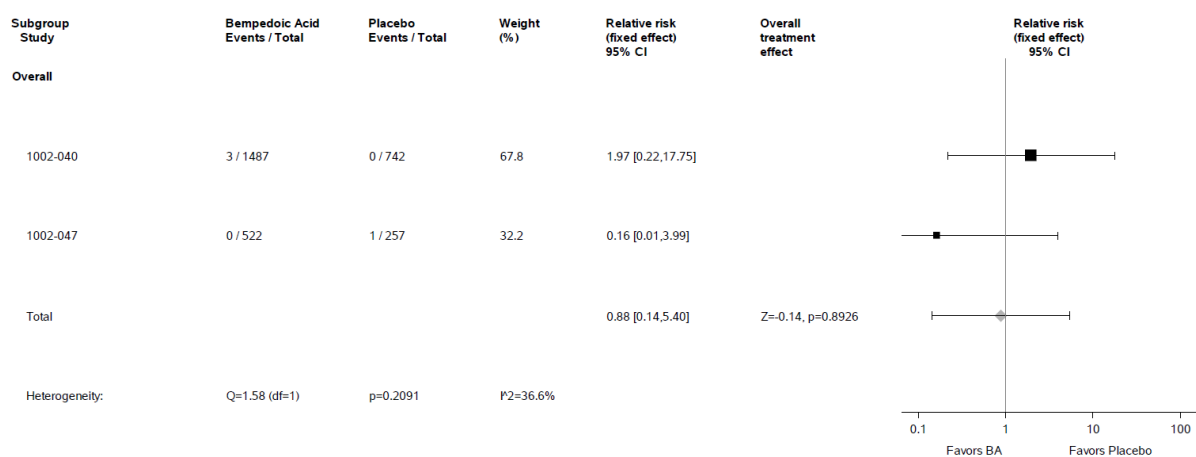 Subgroup Bempedoic Acid Placebo Weight Relative risk Overall Relative risk
Study Events / Total Events / Total (%) (fixed effect) treatment (fixed effect)
95% CI effect 95% CI
Overall
1002-040 3 / 1487 0 / 742 67.8 1.97 [0.22,17.75]
1002-047 0 / 522 1 / 257 32.2 0.16 [0.01,3.99]
Total 0.88 [0.14,5.40] Z=-0.14, p=0.8926
Heterogeneity: Q=1.58 (df=1) p=0.2091 I^2=36.6%
0.1 1 10 100
Favors BA Favors Placebo